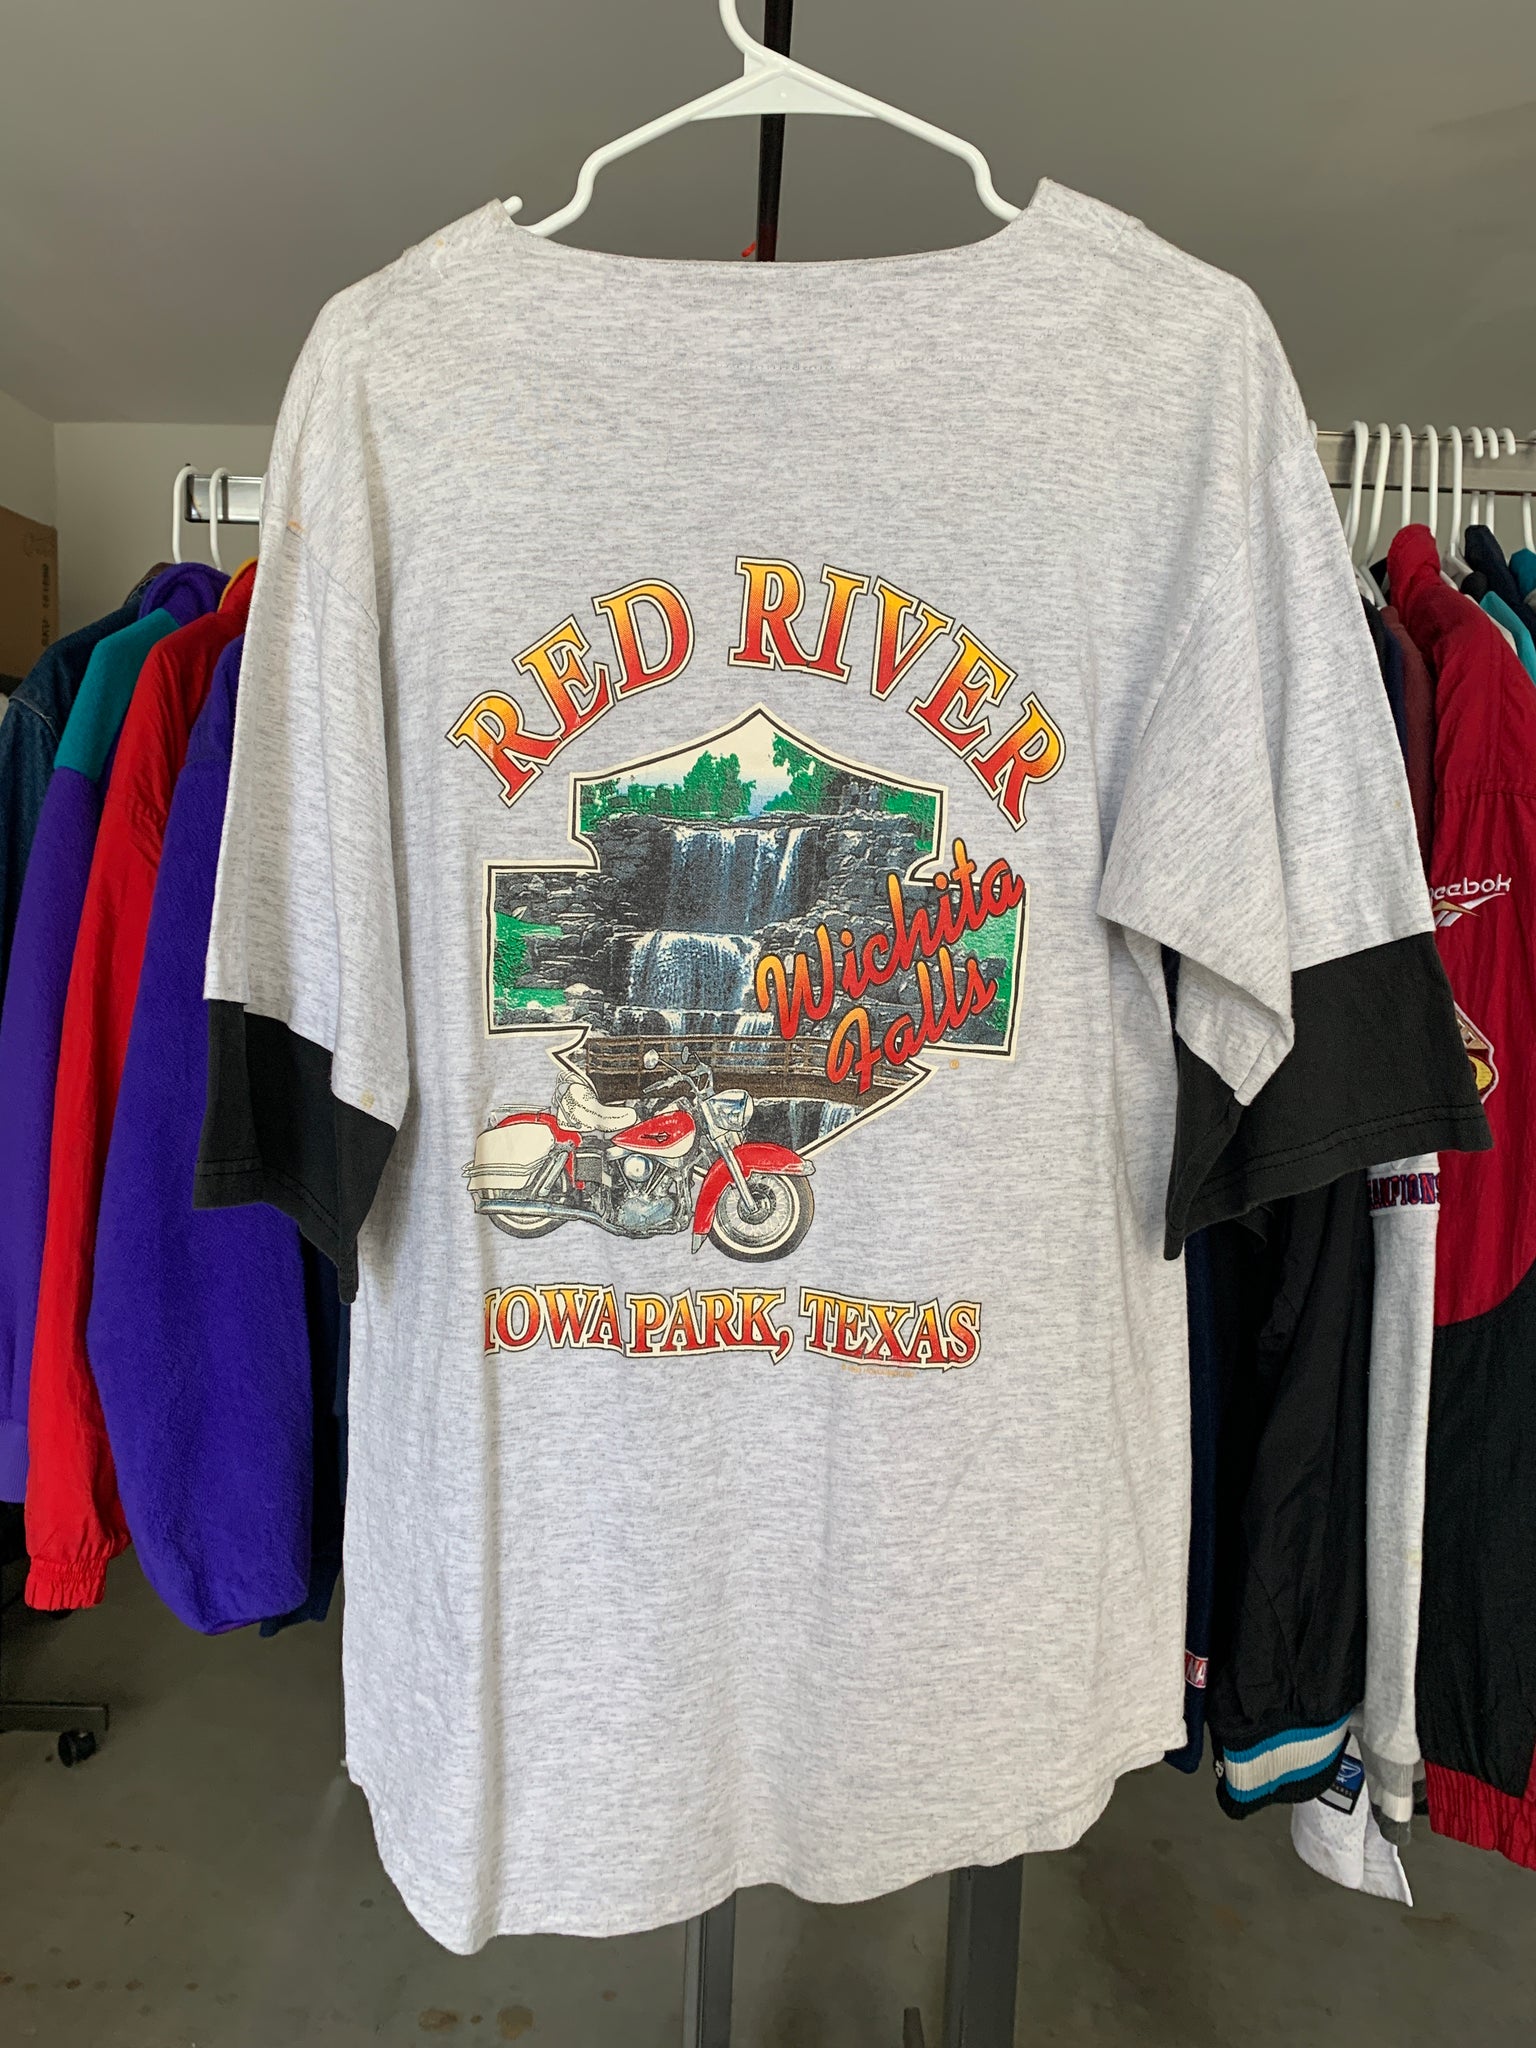 RED RIVER
Wichita
Falls
IOWA PARK, TEXAS
Reebok